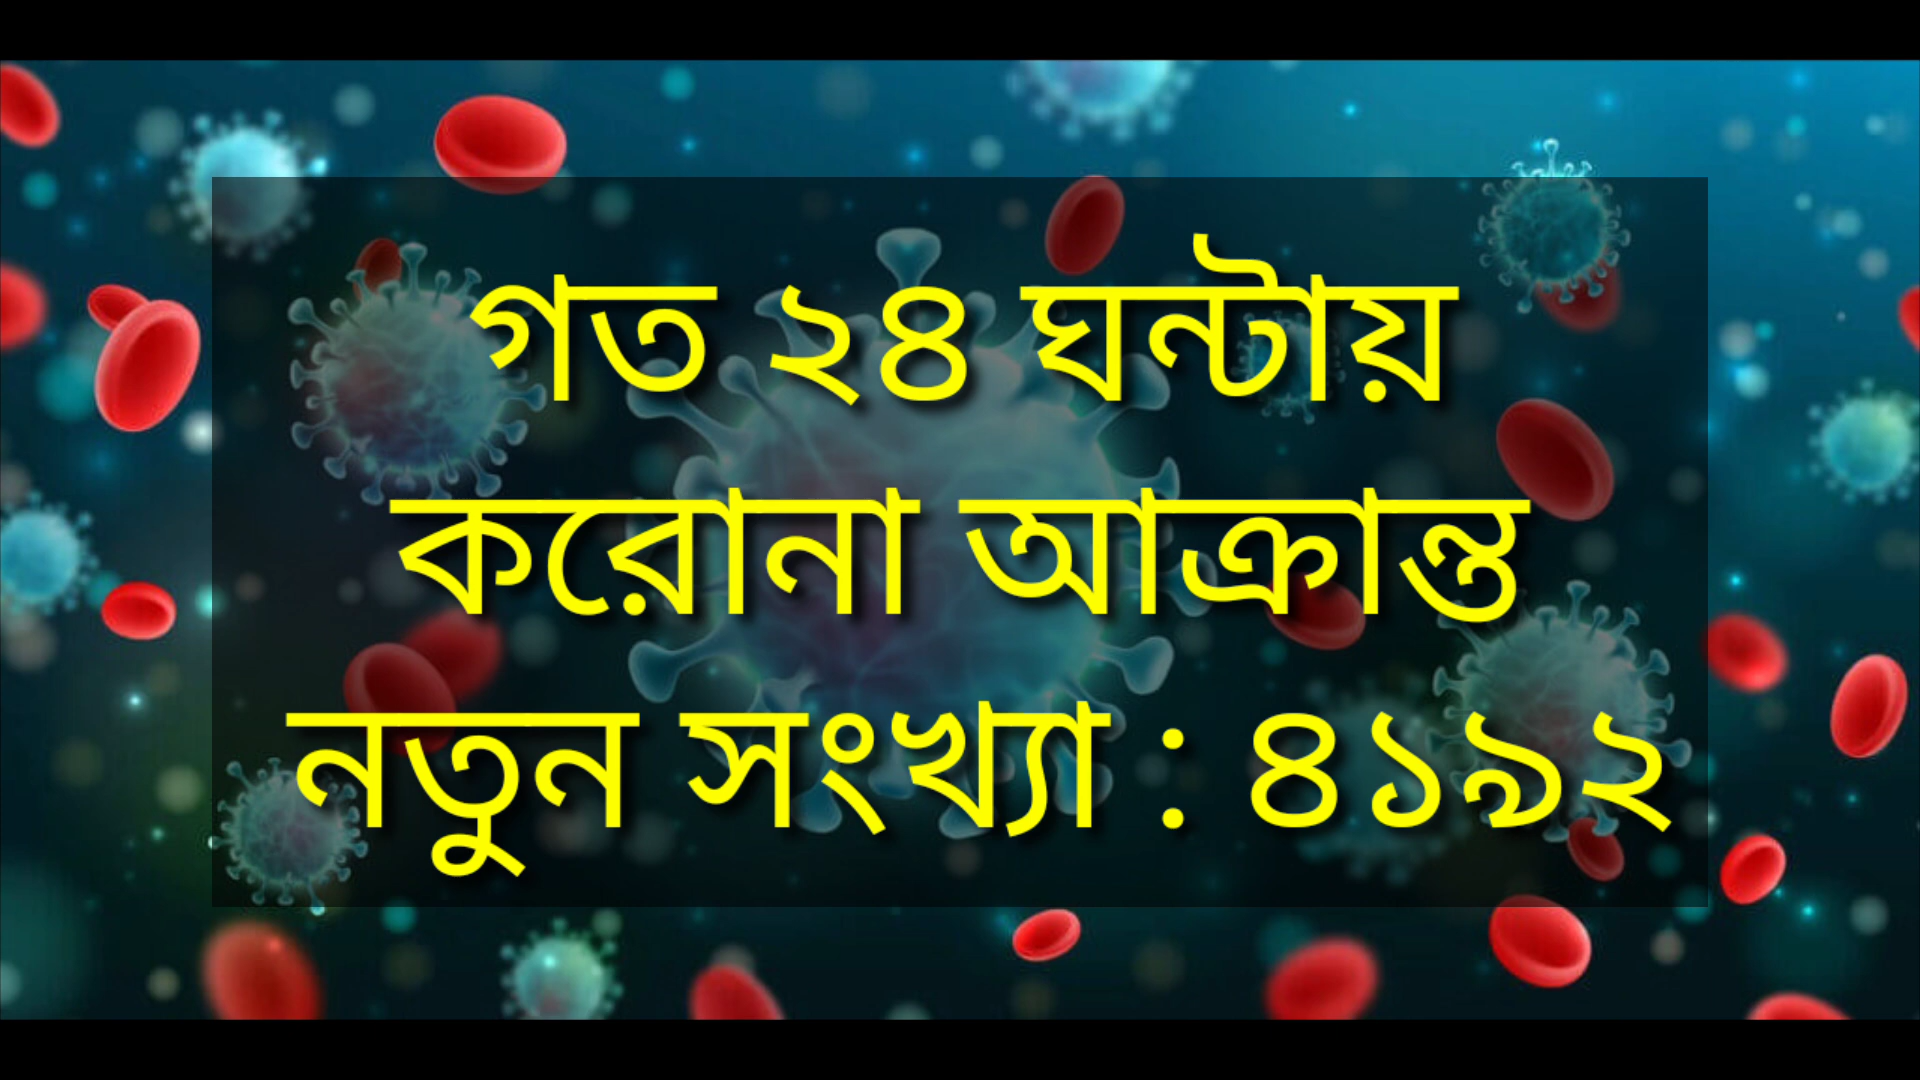 গত ২৪ ঘন্টায়
করোনা আক্রান্ত
নতুন সংখ্যা : ৪১৯২